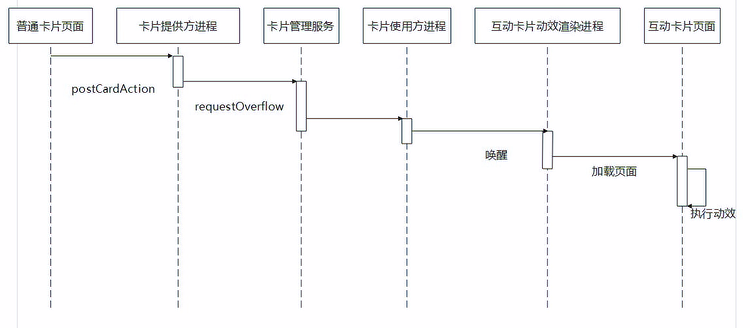 普通卡片页面
卡片提供方进程
卡片管理服务
卡片使用方进程
互动卡片动效渲染进程
互动卡片页面
postCardAction
requestOverflow
唤醒
加载页面
执行动效